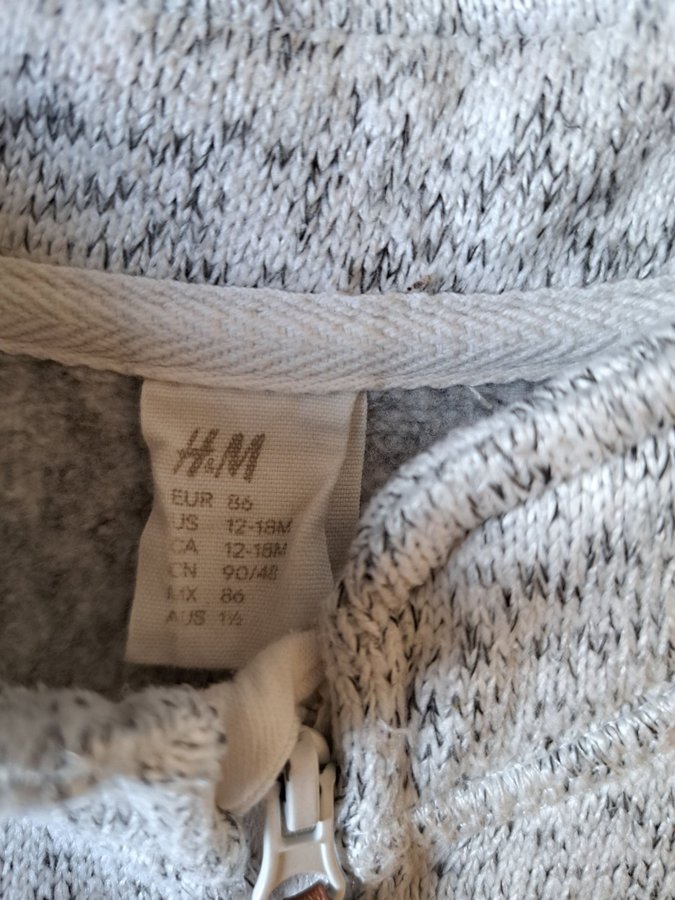 H&M
EUR 86
US 12-18M
CA 12-18M
CN 90/48
MX 86
AUS 1½